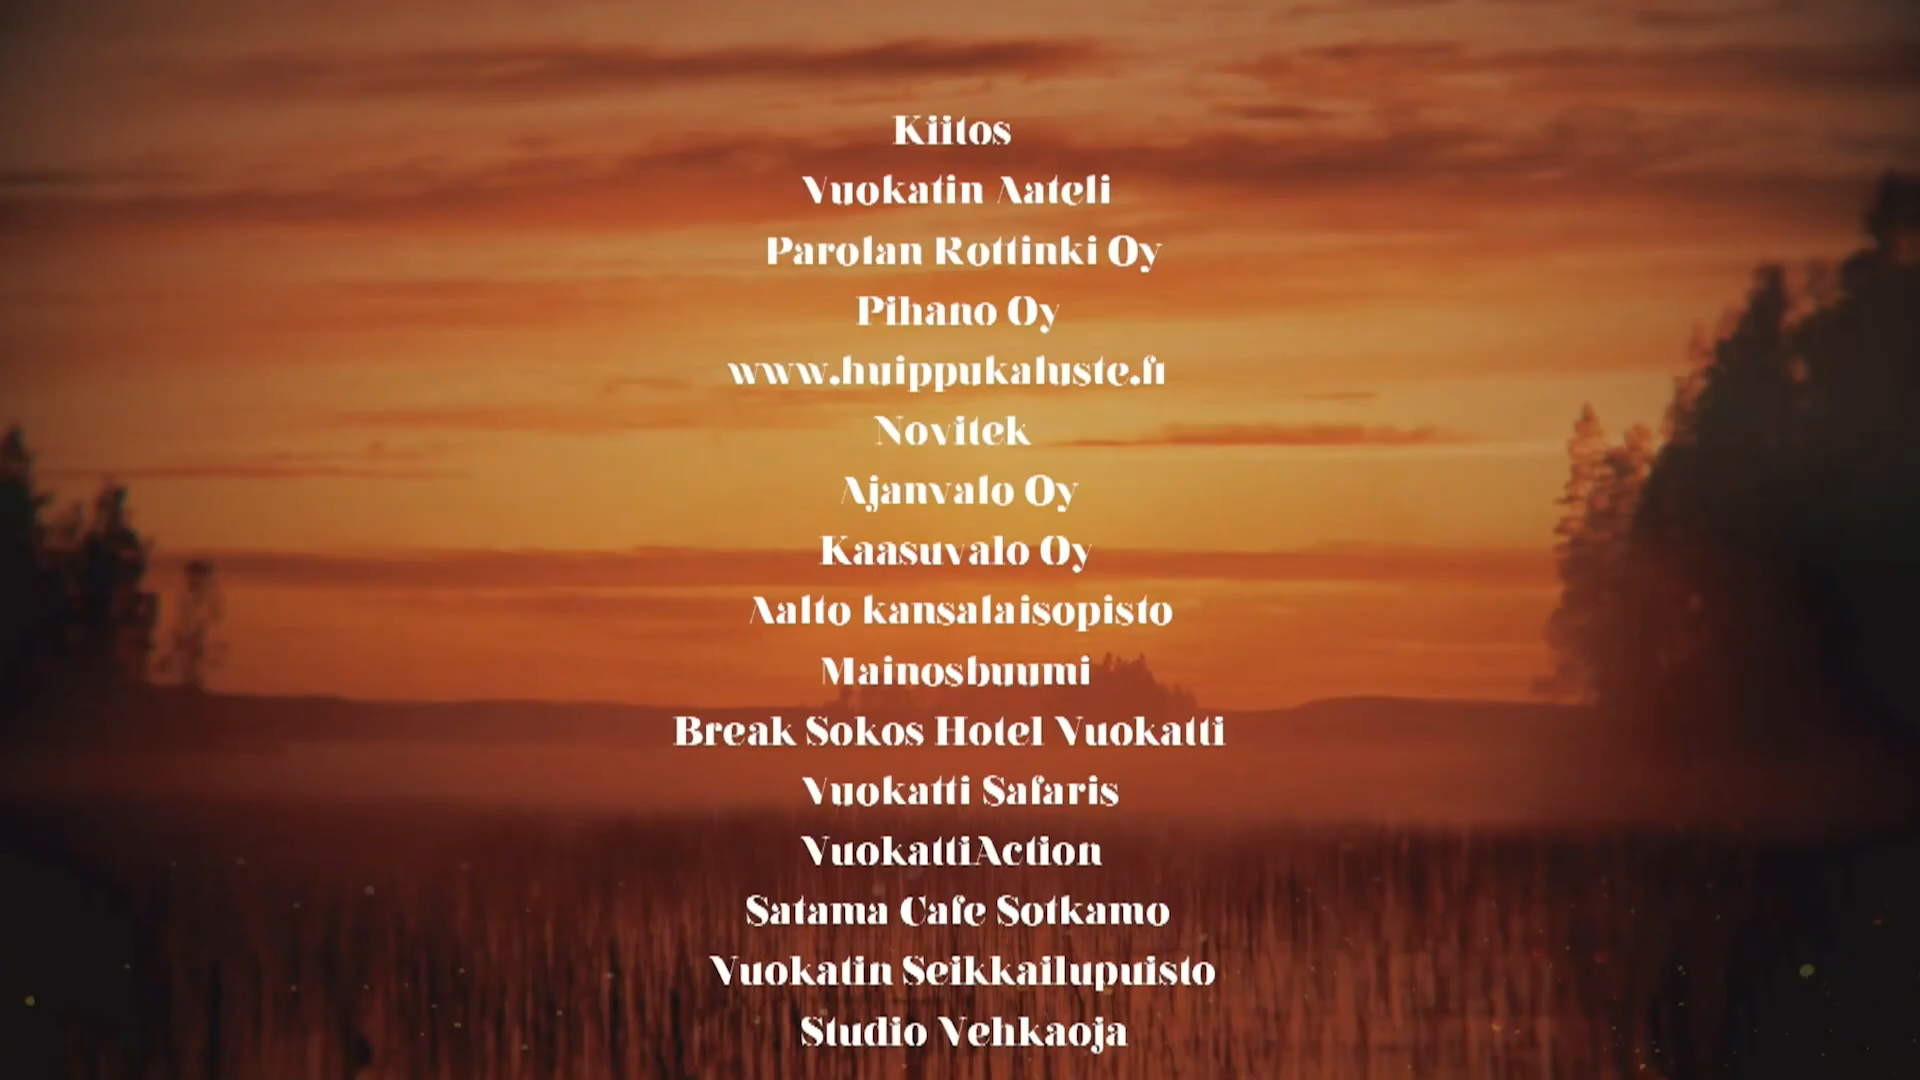 Kiitos
Vuokatin Aateli
Parolan Rottinki Oy
Pihano Oy
www.huippukaluste.fi
Novitek
Ajanvalo Oy
Kaasuvalo Oy
Aalto kansalaisopisto
Mainosbuumi
Break Sokos Hotel Vuokatti
Vuokatti Safaris
VuokattiAction
Satama Cafe Sotkamo
Vuokatin Seikkailupuisto
Studio Vehkaoja